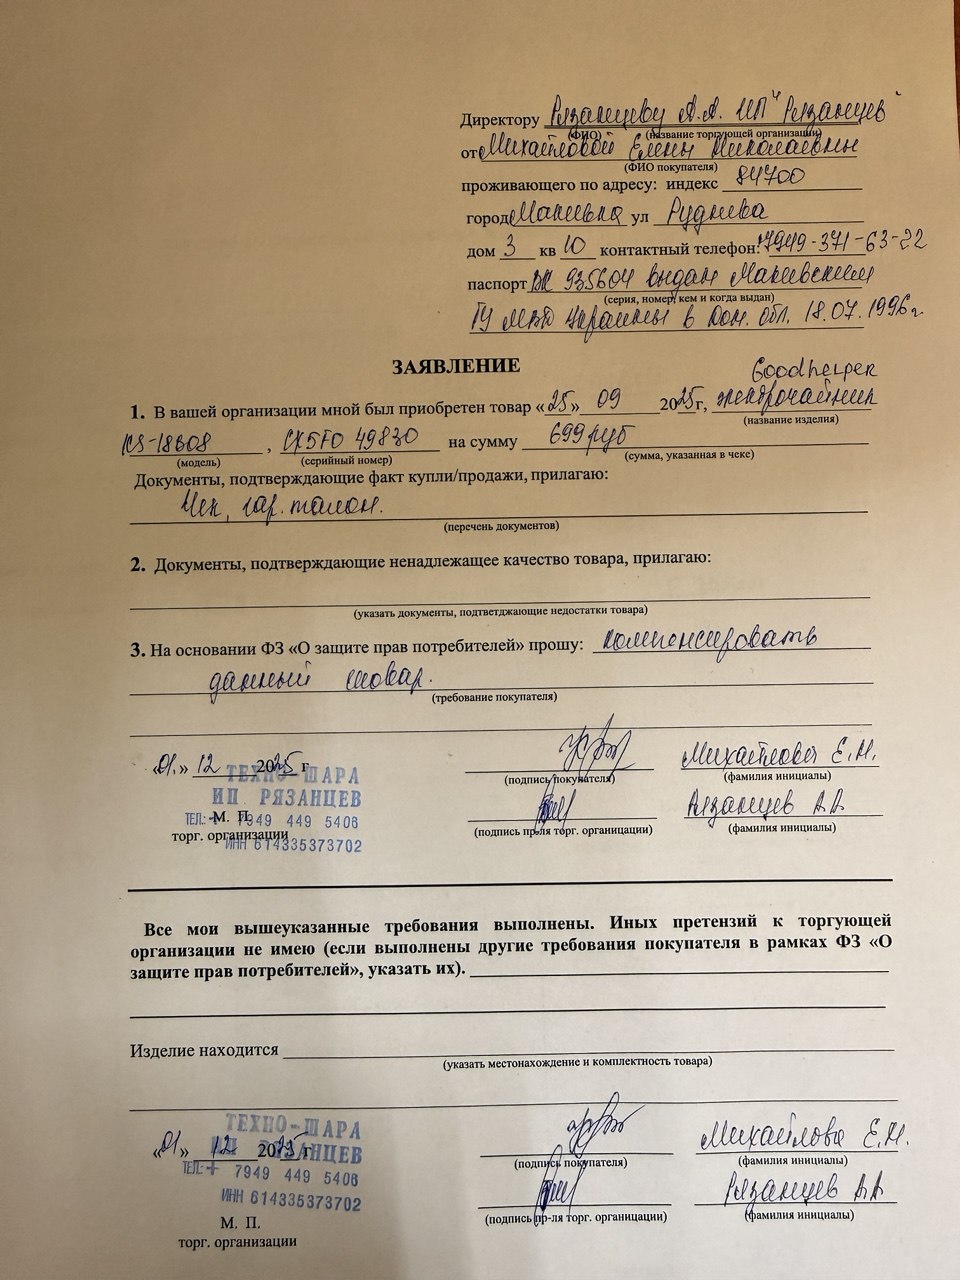 Директору Рязанцеву А.А. ИП "Рязанцев
(ФИО) (название торгующей организации)
от Михайловой Елены Николаевны
(ФИО покупателя)
проживающего по адресу: индекс 84700
город Макеевка ул Руднева
дом 3 кв 10 контактный телефон: 7949-371-63-22
паспорт ВК 935604 выдан Макеевским
(серия, номер, кем и когда выдан)
ГУ МВД Украины в Дон. обл. 18.07.1996г
ЗАЯВЛЕНИЕ
Goodhelper
1. В вашей организации мной был приобретен товар «25» 09 2025г, электрочайник
(название изделия)
KS-18B08, СК5ГО 49830 на сумму 699 руб
(модель) (серийный номер) (сумма, указанная в чеке)
Документы, подтверждающие факт купли/продажи, прилагаю:
Чек, гар. талон.
(перечень документов)
2. Документы, подтверждающие ненадлежащее качество товара, прилагаю:
(указать документы, подтветджающие недостатки товара)
3. На основании ФЗ «О защите прав потребителей» прошу: компенсировать
данный товар.
(требование покупателя)
«01.» 12 2025 г Михайлова Е.Н.
(подпись покупателя) (фамилия инициалы)
ТЕХНО-ШАРА
ИП РЯЗАНЦЕВ
ТЕЛ.:+ 7949 449 5406
ИНН 614335373702
М. П.
торг. организации
Рязанцев А.А
(подпись пр-ля торг. органицации) (фамилия инициалы)
Все мои вышеуказанные требования выполнены. Иных претензий к торгующей
организации не имею (если выполнены другие требования покупателя в рамках ФЗ «О
защите прав потребителей», указать их).
Изделие находится
(указать местонахождение и комплектность товара)
«01» 12 2025 г Михайлова Е.Н.
(подпись покупателя) (фамилия инициалы)
ТЕХНО-ШАРА
ИП РЯЗАНЦЕВ
ТЕЛ.:+ 7949 449 5406
ИНН 614335373702
Рязанцев А А
(подпись пр-ля торг. органицации) (фамилия инициалы)
М. П.
торг. организации